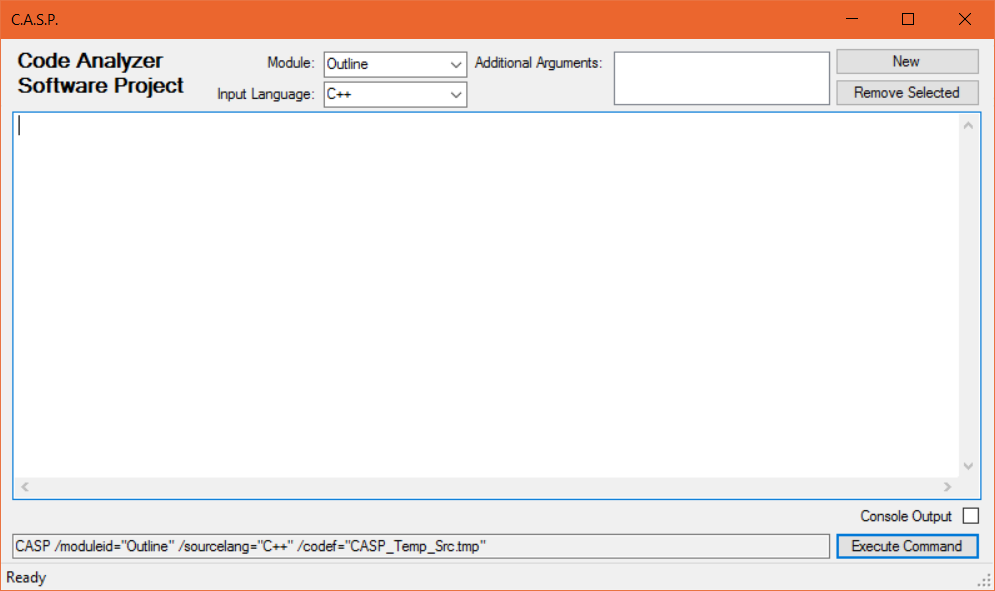 C.A.S.P.
Code Analyzer
Software Project
Module:
Outline
Input Language:
C++
Additional Arguments:
New
Remove Selected
Console Output
CASP /moduleid="Outline" /sourcelang="C++" /codef="CASP_Temp_Src.tmp"
Execute Command
Ready